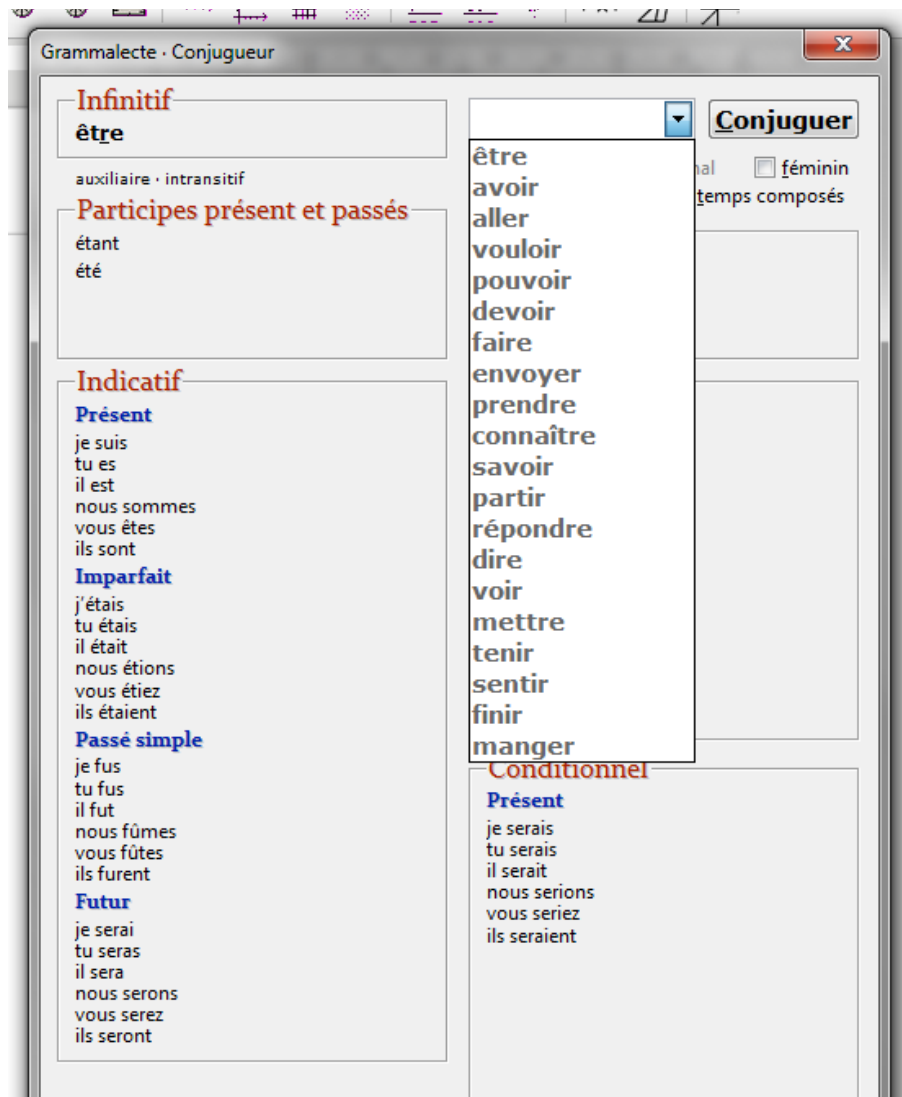 Grammalecte · Conjugueur
Infinitif
être
auxiliaire · intransitif
Participes présent et passés
étant
été
Indicatif
Présent
je suis
tu es
il est
nous sommes
vous êtes
ils sont
Imparfait
j'étais
tu étais
il était
nous étions
vous étiez
ils étaient
Passé simple
je fus
tu fus
il fut
nous fûmes
vous fûtes
ils furent
Futur
je serai
tu seras
il sera
nous serons
vous serez
ils seront
Conjuguer
féminin
temps composés
être
avoir
aller
vouloir
pouvoir
devoir
faire
envoyer
prendre
connaître
savoir
partir
répondre
dire
voir
mettre
tenir
sentir
finir
manger
Conditionnel
Présent
je serais
tu serais
il serait
nous serions
vous seriez
ils seraient